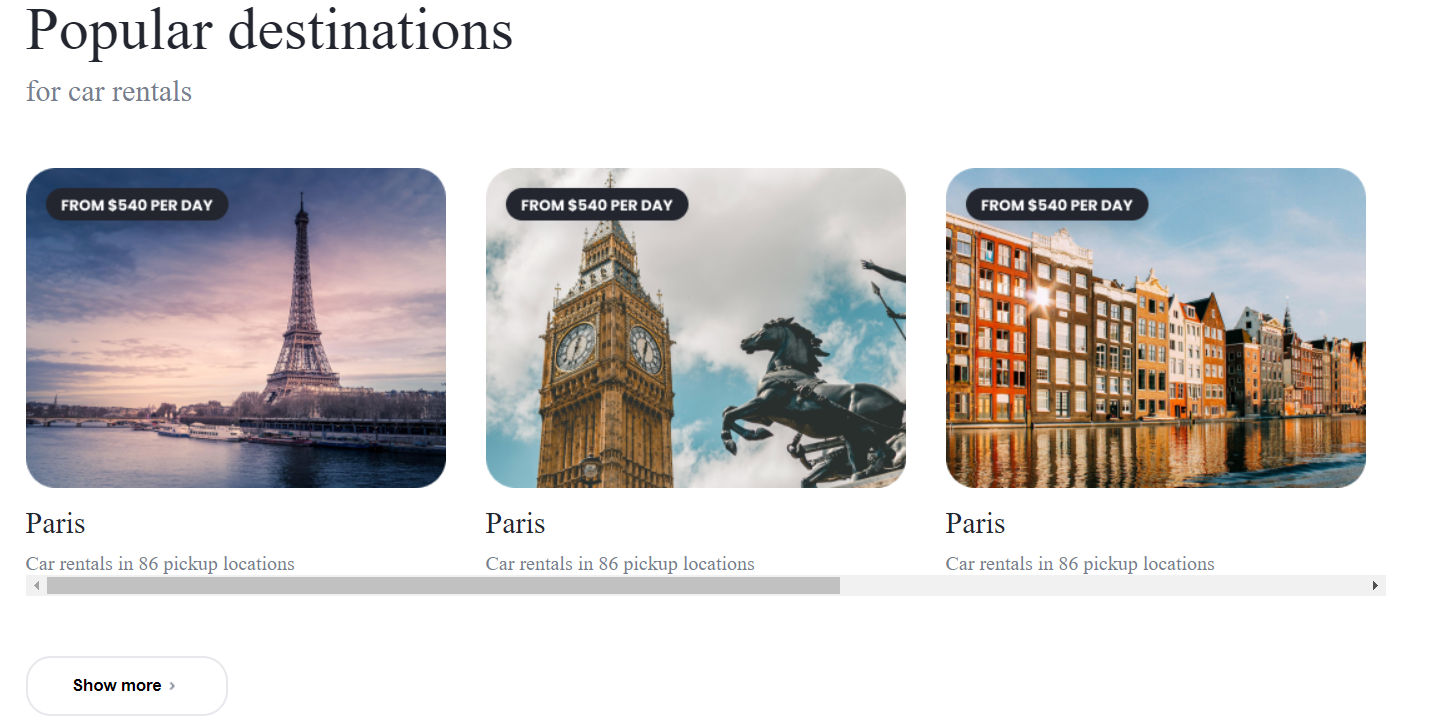 Popular destinations
for car rentals
FROM $540 PER DAY
FROM $540 PER DAY
FROM $540 PER DAY
Paris
Paris
Paris
Car rentals in 86 pickup locations
Car rentals in 86 pickup locations
Car rentals in 86 pickup locations
Show more ›